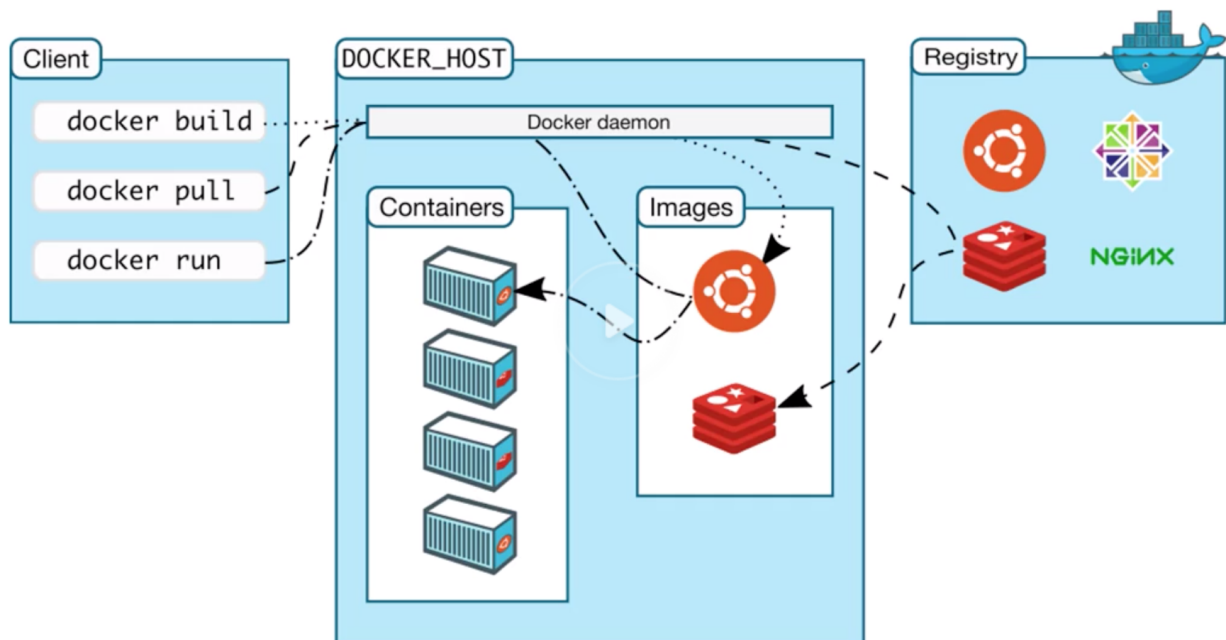 Client
docker build
docker pull
docker run
DOCKER_HOST
Docker daemon
Containers
Images
Registry
NGiNX